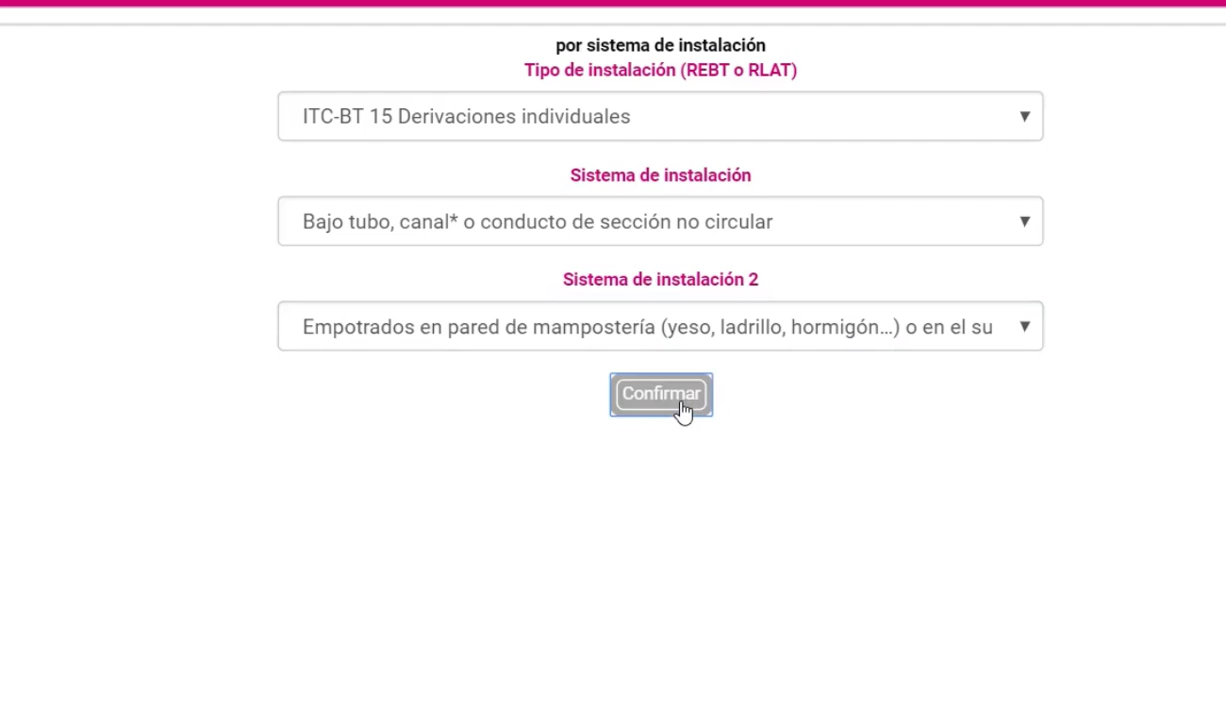 por sistema de instalación
Tipo de instalación (REBT o RLAT)
ITC-BT 15 Derivaciones individuales
Sistema de instalación
Bajo tubo, canal* o conducto de sección no circular
Sistema de instalación 2
Empotrados en pared de mampostería (yeso, ladrillo, hormigón...) o en el su
Confirmar